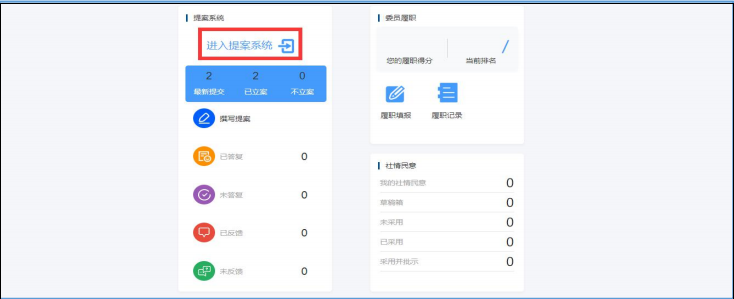 提案系统
进入提案系统
2 2 0
最新提交 已立案 不立案
撰写提案
已答复 0
未答复 0
已反馈 0
未反馈 0
委员履职
/
您的履职得分 当前排名
履职填报 履职记录
社情民意
我的社情民意 0
草稿箱 0
未采用 0
已采用 0
采用并批示 0